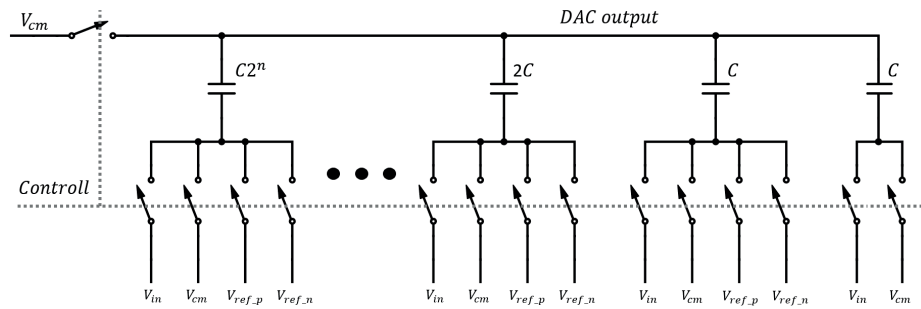 V_cm
DAC output
C2^n
2C
C
C
Controll
V_in V_cm V_ref_p V_ref_n V_in V_cm V_ref_p V_ref_n V_in V_cm V_ref_p V_ref_n V_in V_cm